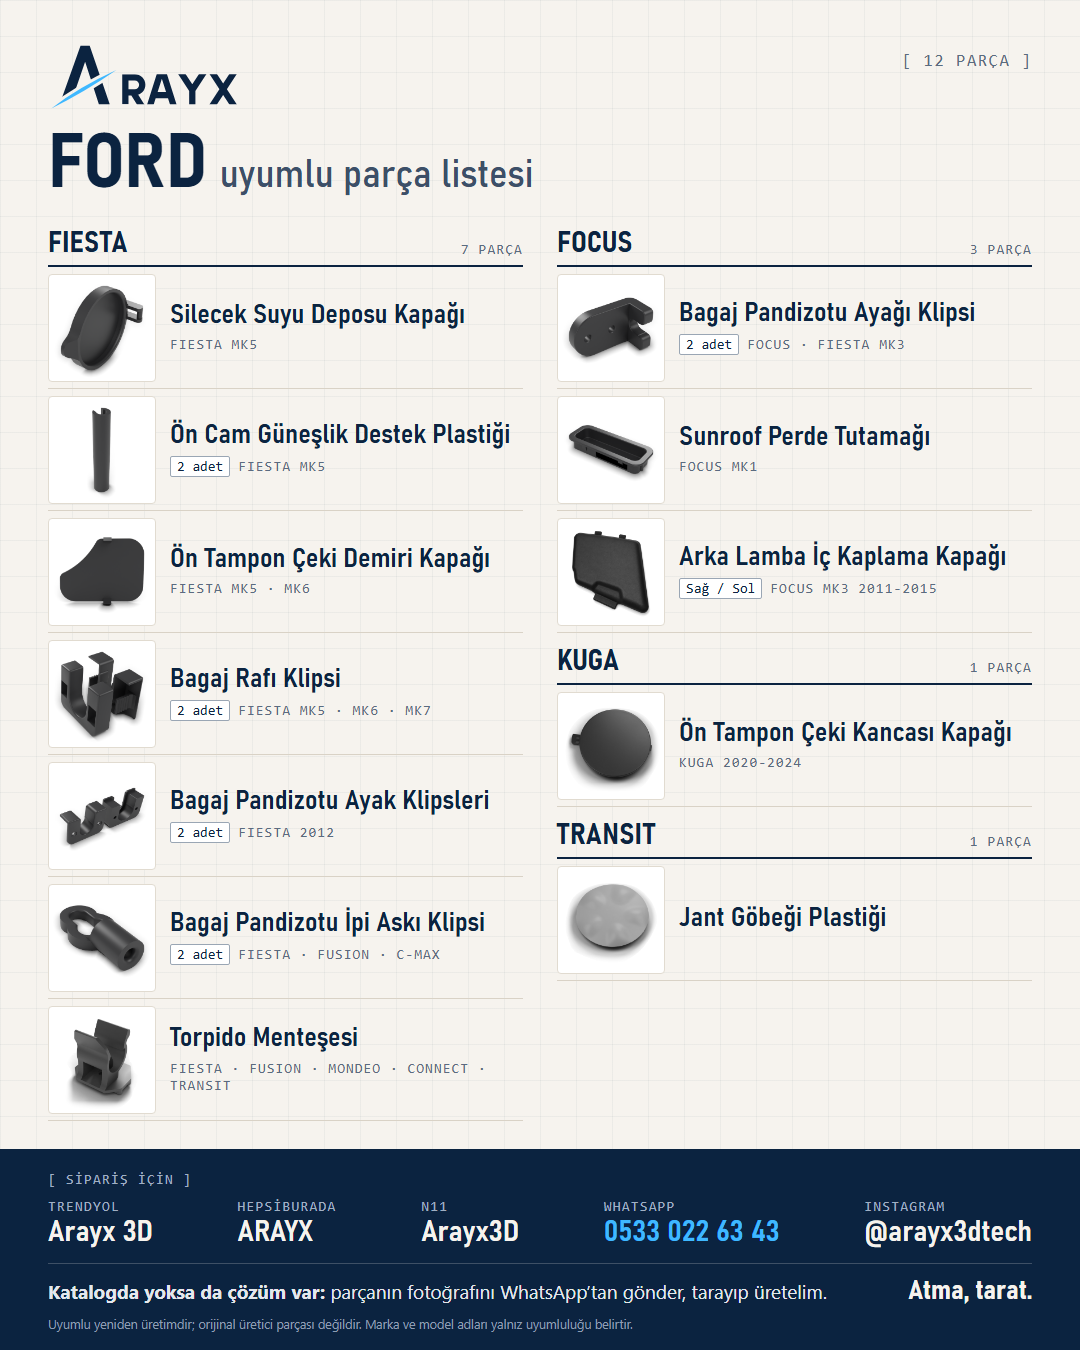 ARAYX
[ 12 PARÇA ]
FORD uyumlu parça listesi
FIESTA
7 PARÇA
Silecek Suyu Deposu Kapağı
FIESTA MK5
Ön Cam Güneşlik Destek Plastiği
2 adet FIESTA MK5
Ön Tampon Çeki Demiri Kapağı
FIESTA MK5 · MK6
Bagaj Rafı Klipsi
2 adet FIESTA MK5 · MK6 · MK7
Bagaj Pandizotu Ayak Klipsleri
2 adet FIESTA 2012
Bagaj Pandizotu İpi Askı Klipsi
2 adet FIESTA · FUSION · C-MAX
Torpido Menteşesi
FIESTA · FUSION · MONDEO · CONNECT ·
TRANSIT
FOCUS
3 PARÇA
Bagaj Pandizotu Ayağı Klipsi
2 adet FOCUS · FIESTA MK3
Sunroof Perde Tutamağı
FOCUS MK1
Arka Lamba İç Kaplama Kapağı
Sağ / Sol FOCUS MK3 2011-2015
KUGA
1 PARÇA
Ön Tampon Çeki Kancası Kapağı
KUGA 2020-2024
TRANSIT
1 PARÇA
Jant Göbeği Plastiği
[ SİPARİŞ İÇİN ]
TRENDYOL
Arayx 3D
HEPSİBURADA
ARAYX
N11
Arayx3D
WHATSAPP
0533 022 63 43
INSTAGRAM
@arayx3dtech
Katalogda yoksa da çözüm var: parçanın fotoğrafını WhatsApp'tan gönder, tarayıp üretelim.
Atma, tarat.
Uyumlu yeniden üretimdir; orijinal üretici parçası değildir. Marka ve model adları yalnız uyumluluğu belirtir.